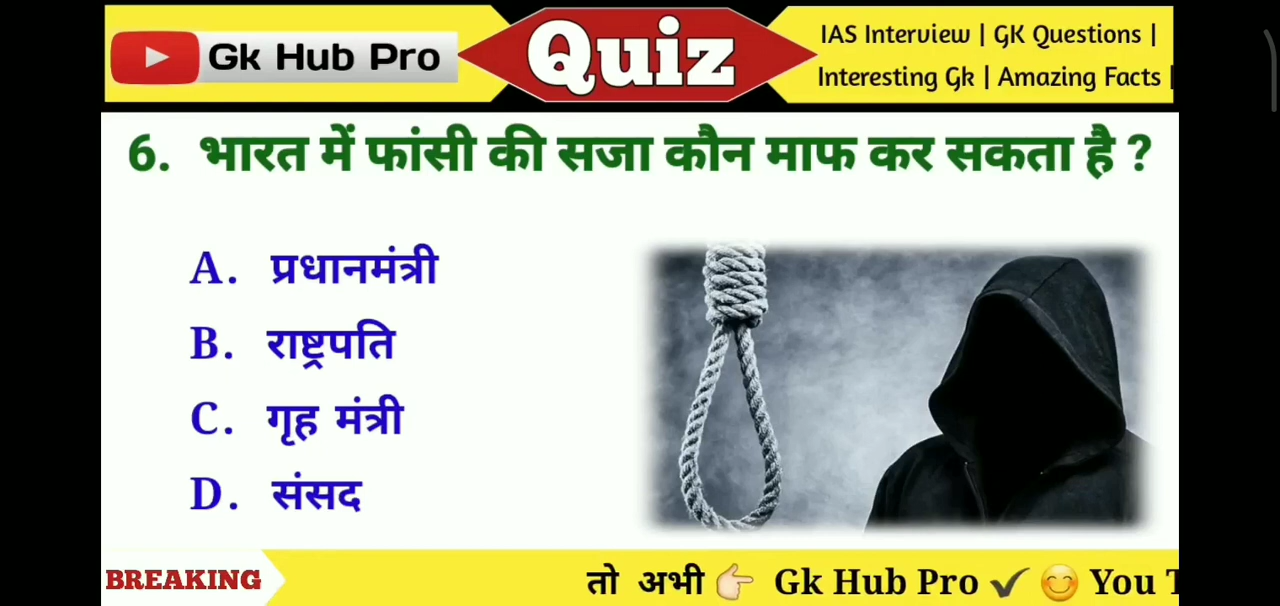 Gk Hub Pro
Quiz
IAS Interview | GK Questions |
Interesting Gk | Amazing Facts |
6. भारत में फांसी की सजा कौन माफ कर सकता है ?
A. प्रधानमंत्री
B. राष्ट्रपति
C. गृह मंत्री
D. संसद
BREAKING
तो अभी 👉 Gk Hub Pro ✔ 😊 You